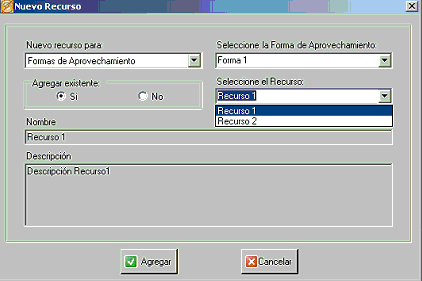 Nuevo Recurso
Nuevo recurso para:
Formas de Aprovechamiento
Seleccione la Forma de Aprovechamiento:
Forma 1
Agregar existente:
Si
No
Seleccione el Recurso:
Recurso 1
Recurso 1
Recurso 2
Nombre
Recurso 1
Descripción
Descripción Recurso1
Agregar
Cancelar